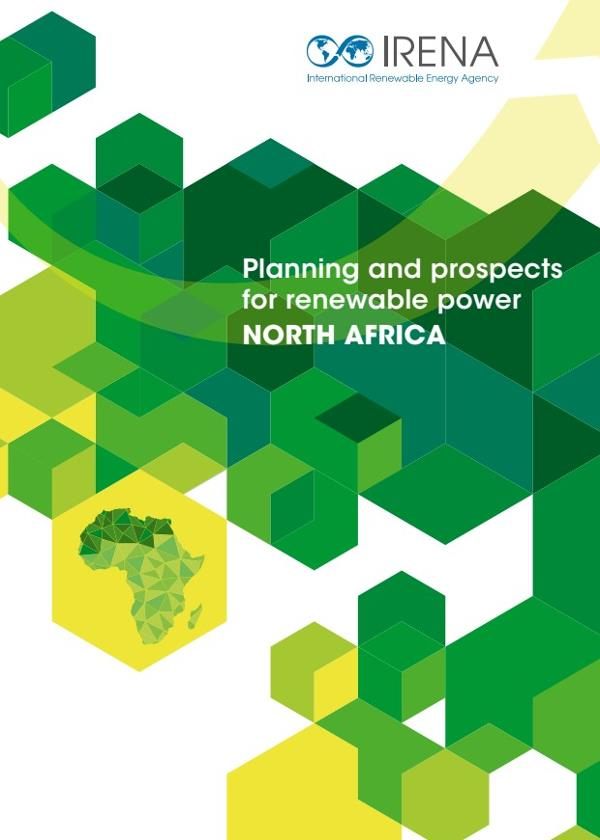 IRENA
International Renewable Energy Agency
Planning and prospects
for renewable power
NORTH AFRICA